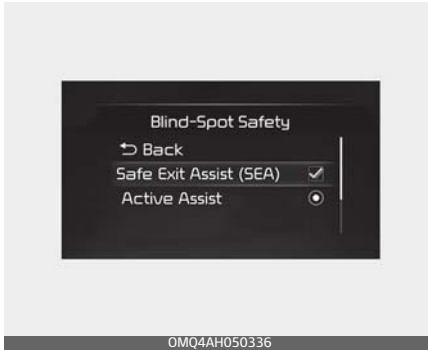 Blind-Spot Safety
Back
Safe Exit Assist (SEA)
Active Assist
OMQ4AH050336